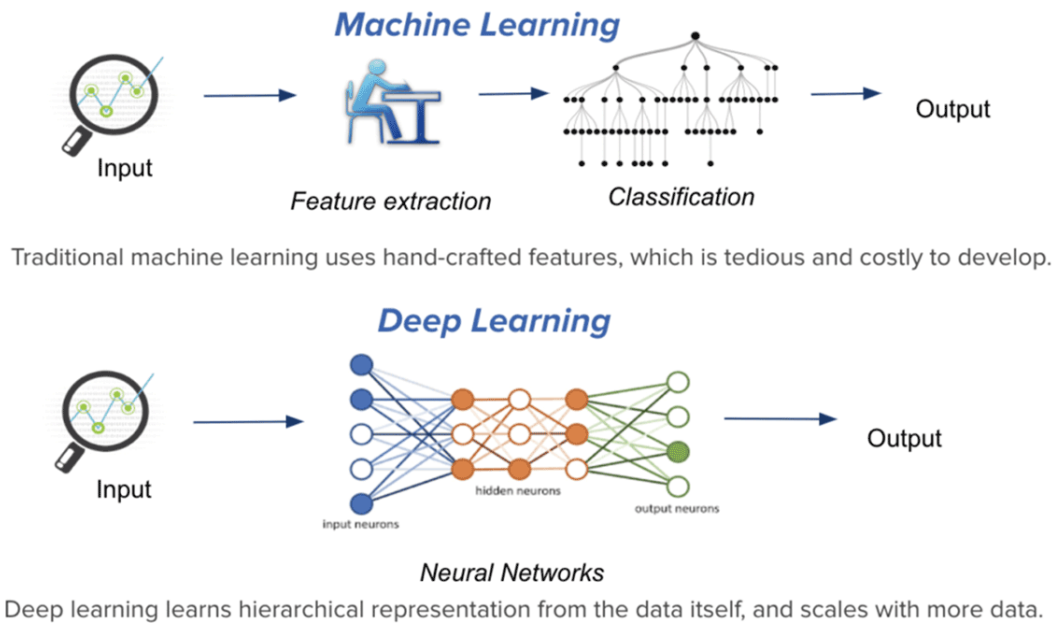 Machine Learning
Input
Output
Feature extraction
Classification
Traditional machine learning uses hand-crafted features, which is tedious and costly to develop.
Deep Learning
Input
input neurons
hidden neurons
output neurons
Output
Neural Networks
Deep learning learns hierarchical representation from the data itself, and scales with more data.